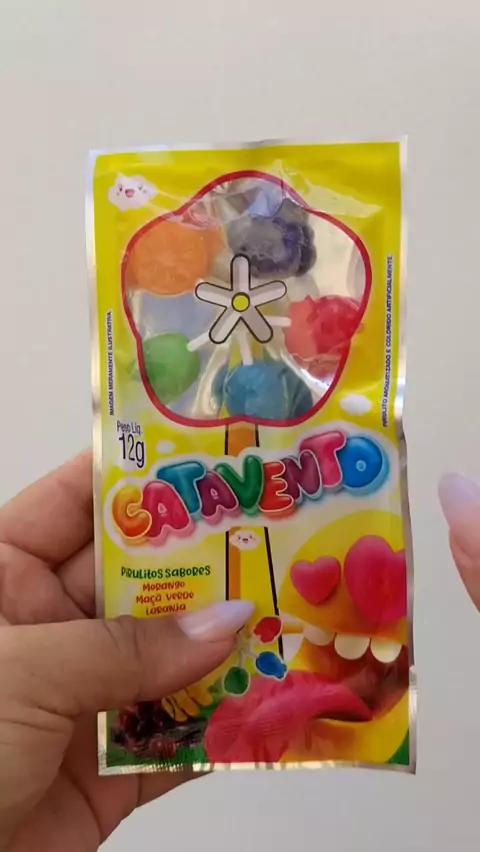 IMAGEM MERAMENTE ILUSTRATIVA
PRODUTO AROMATIZADO E COLORIDO ARTIFICIALMENTE.
Peso Líq.
12g
CATAVENTO
PIRULITOS SABORES
MORANGO
MAÇÃ VERDE
LARANJA